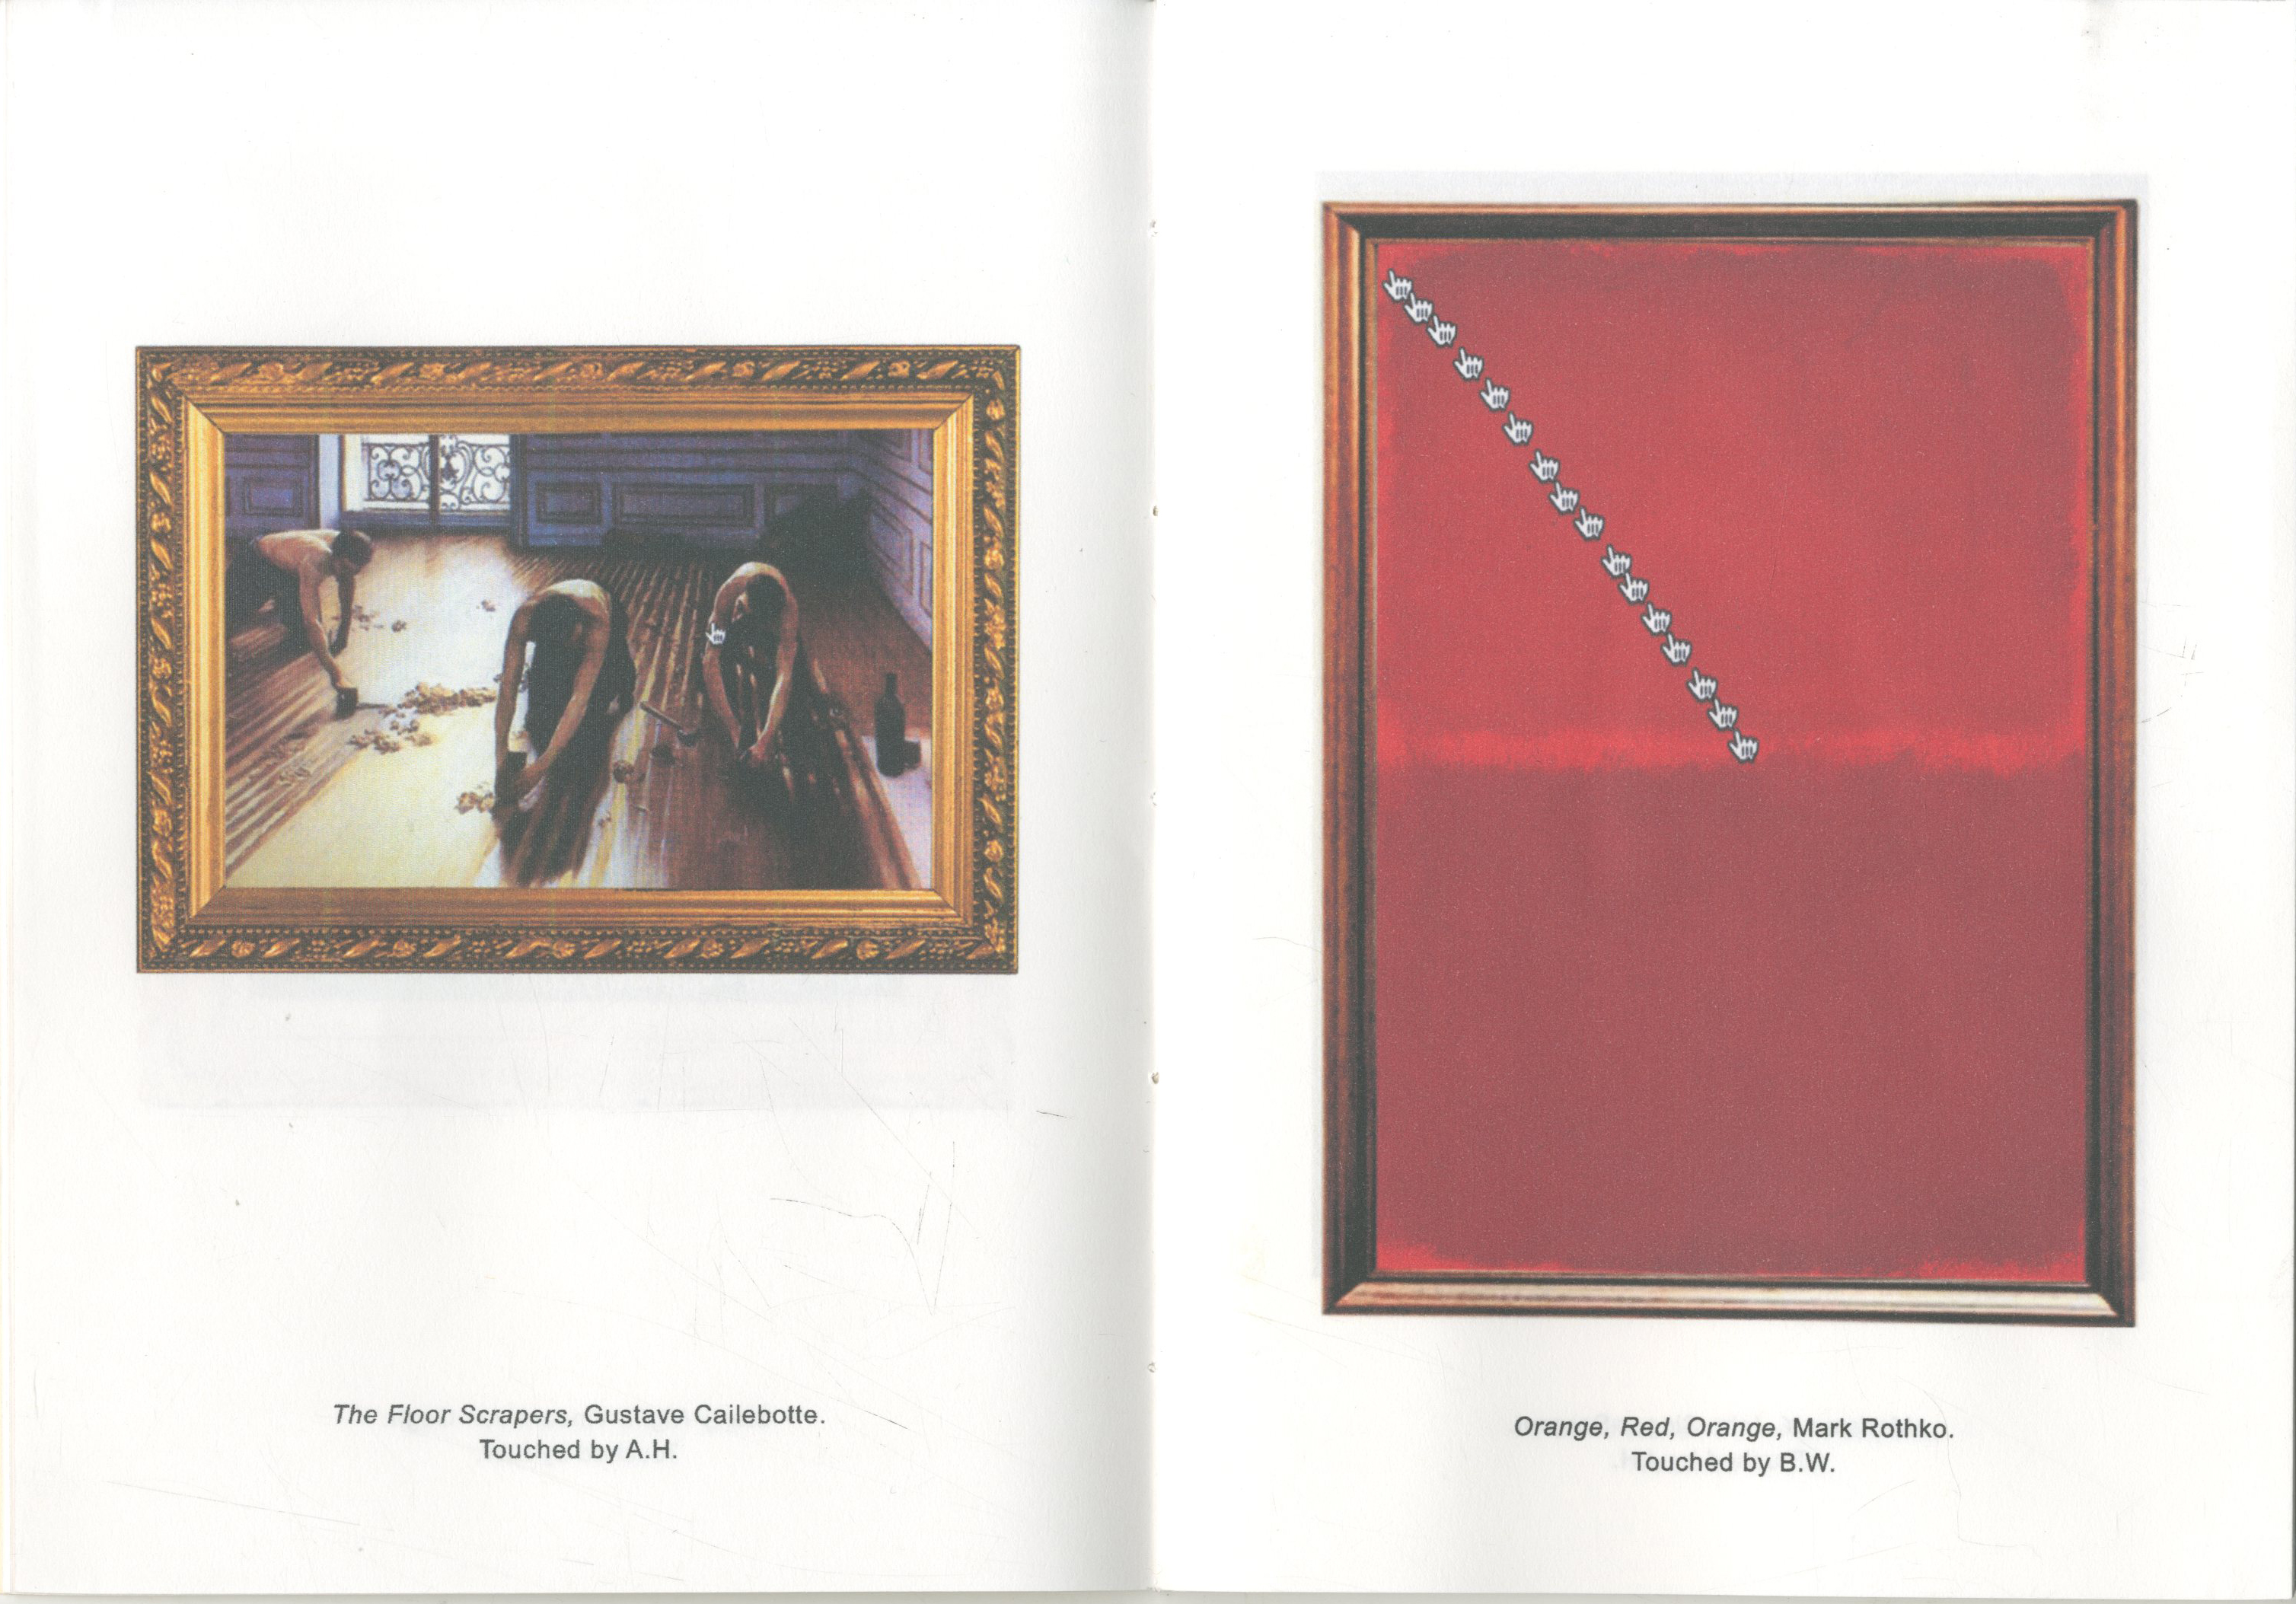 The Floor Scrapers, Gustave Cailebotte.
Touched by A.H.
Orange, Red, Orange, Mark Rothko.
Touched by B.W.